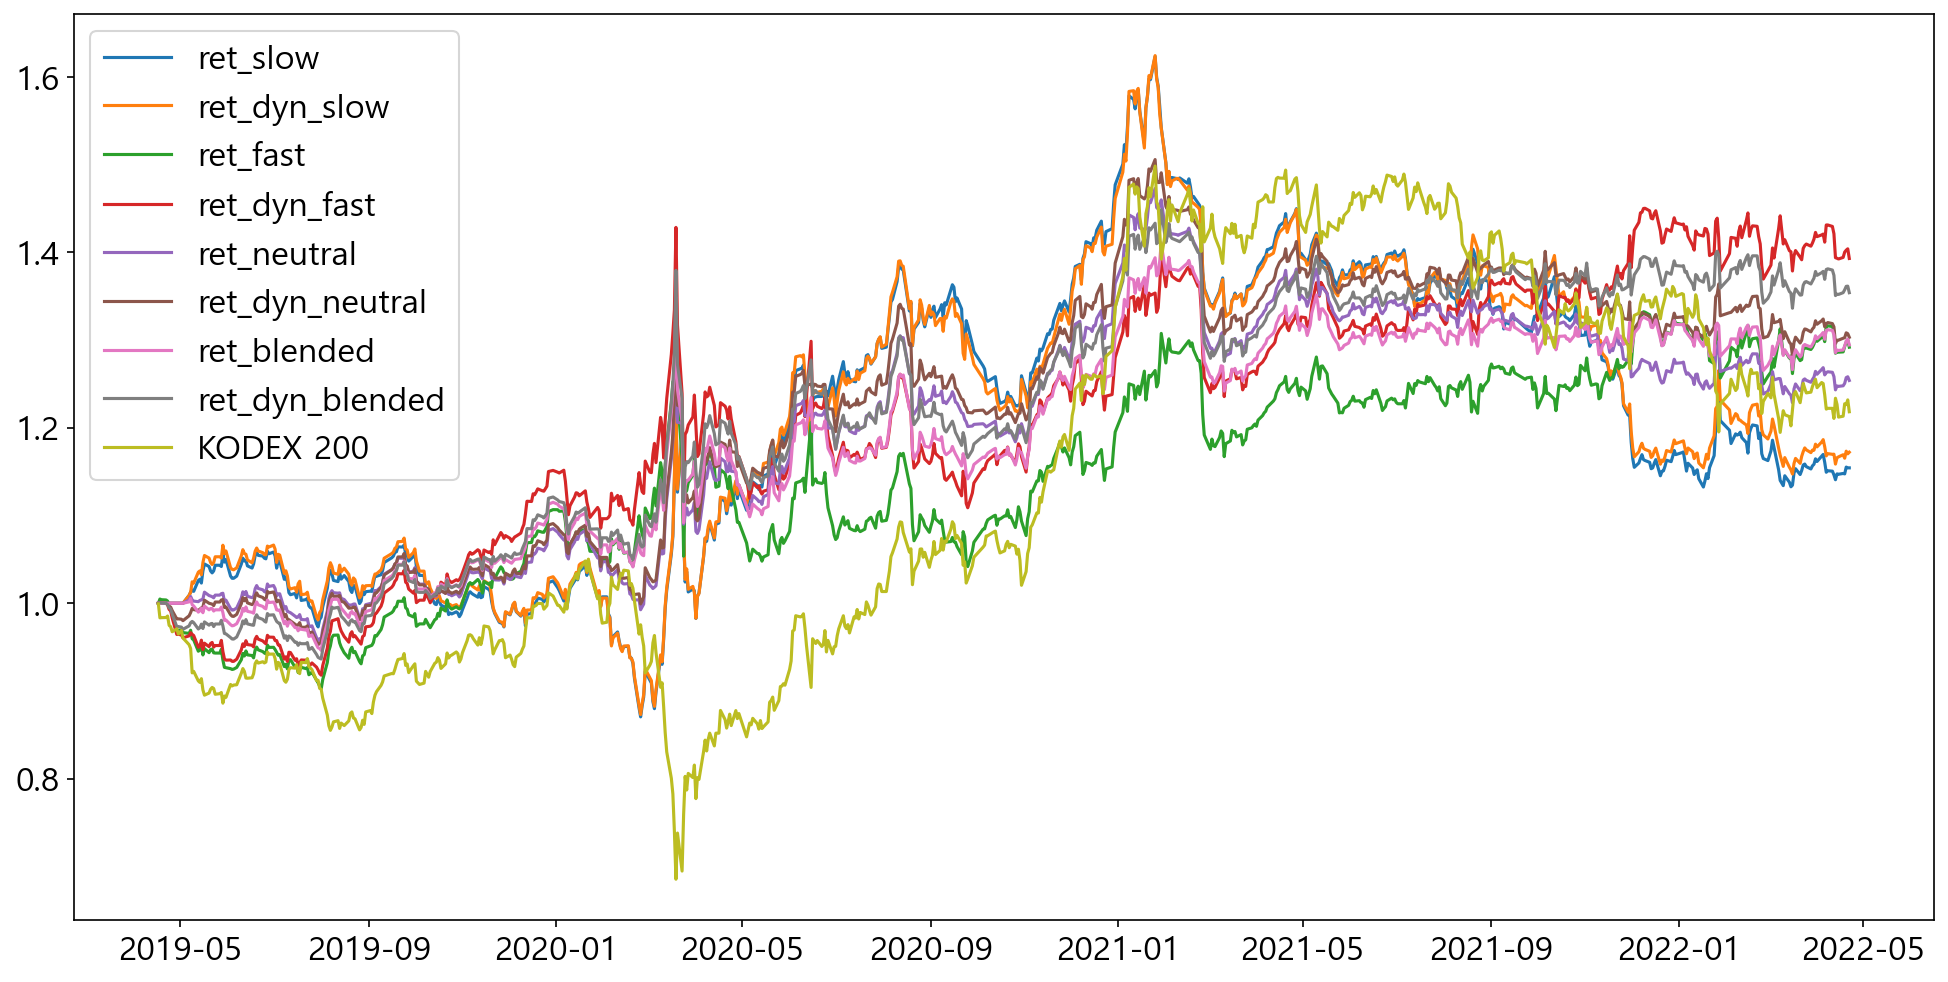 ret_slow
ret_dyn_slow
ret_fast
ret_dyn_fast
ret_neutral
ret_dyn_neutral
ret_blended
ret_dyn_blended
KODEX 200
1.6
1.4
1.2
1.0
0.8
2019-05 2019-09 2020-01 2020-05 2020-09 2021-01 2021-05 2021-09 2022-01 2022-05